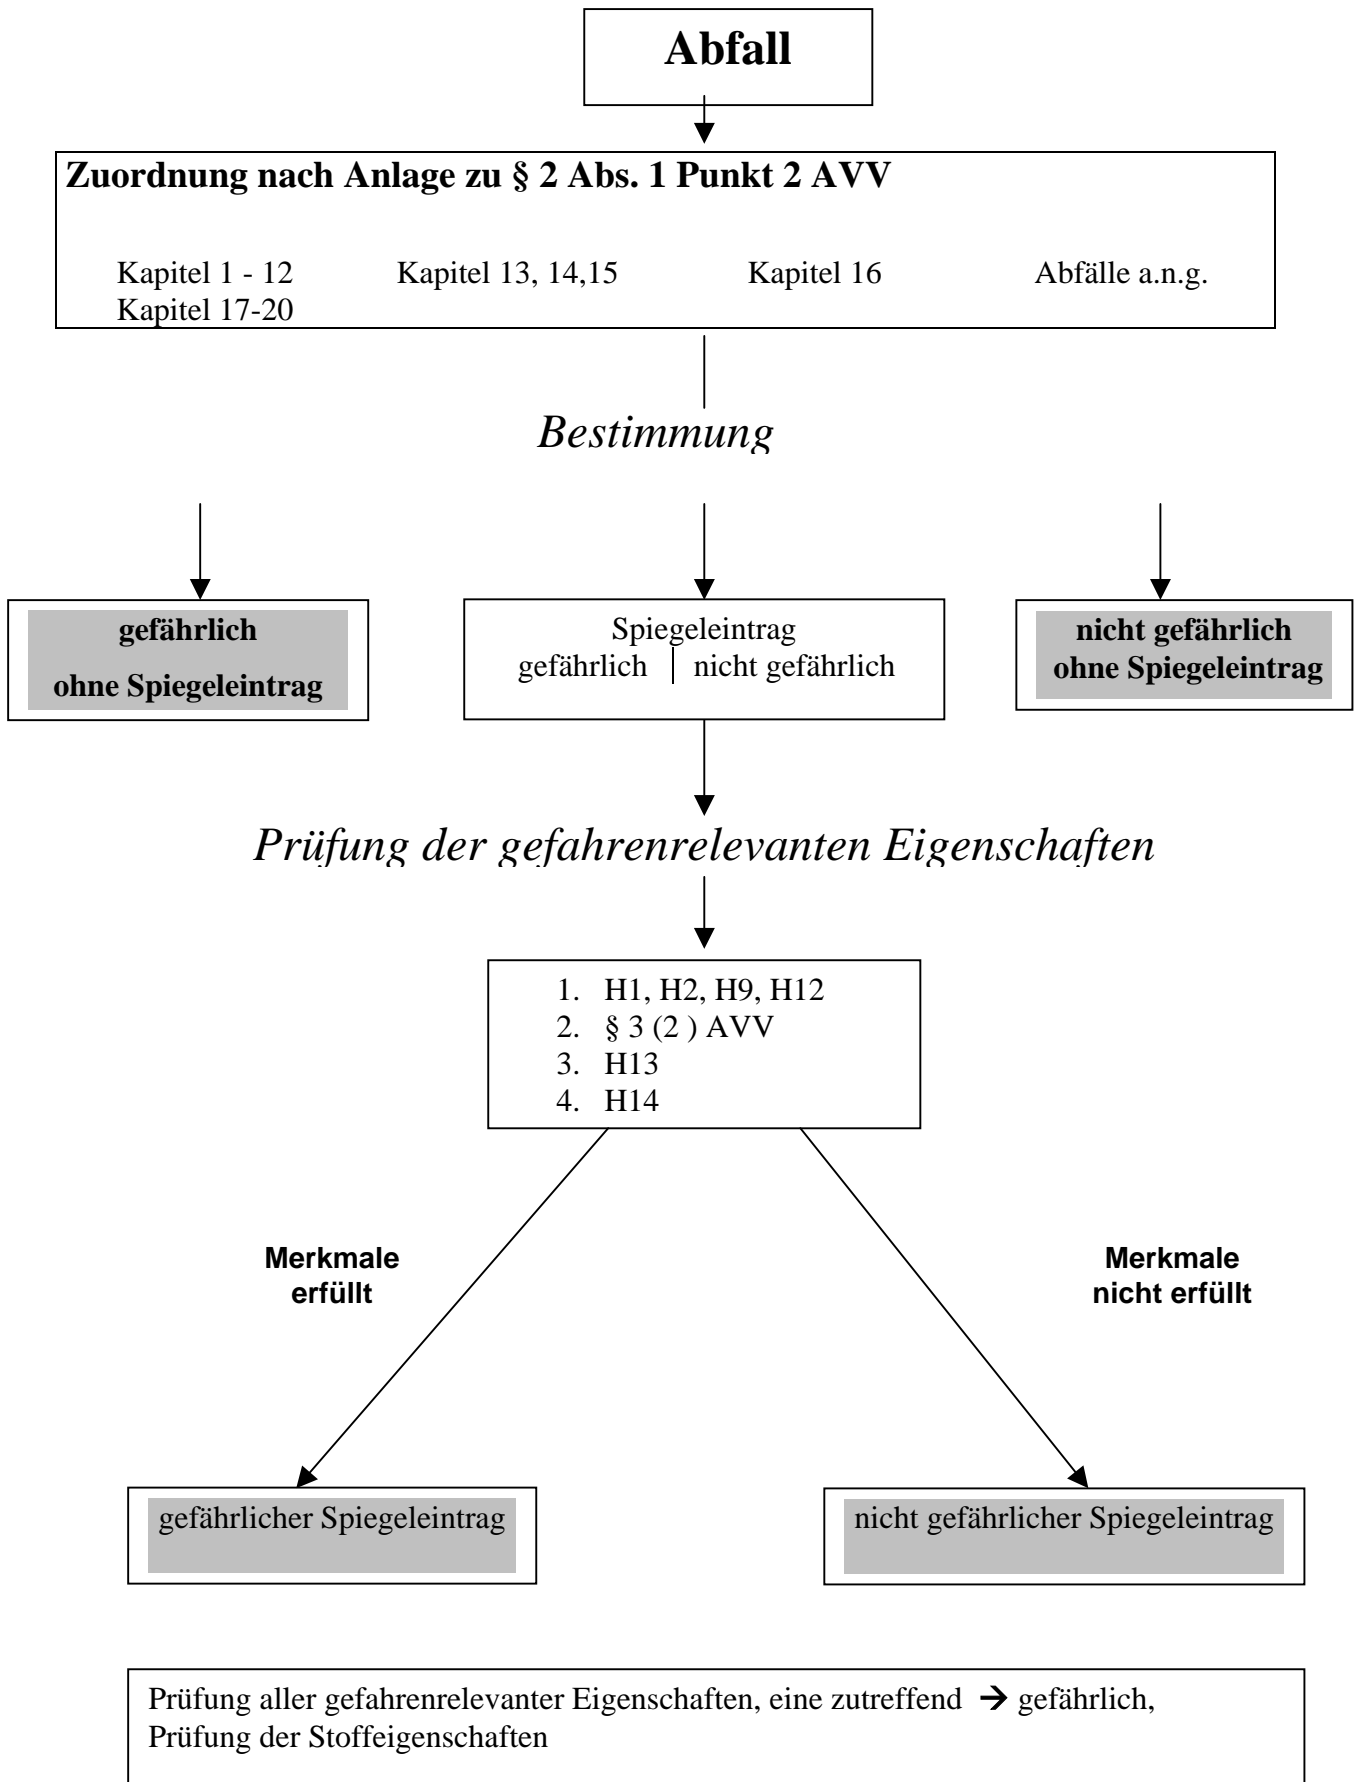 Abfall
Zuordnung nach Anlage zu § 2 Abs. 1 Punkt 2 AVV
Kapitel 1 - 12 Kapitel 13, 14,15 Kapitel 16 Abfälle a.n.g.
Kapitel 17-20
Bestimmung
gefährlich
ohne Spiegeleintrag
Spiegeleintrag
gefährlich nicht gefährlich
nicht gefährlich
ohne Spiegeleintrag
Prüfung der gefahrenrelevanten Eigenschaften
1. H1, H2, H9, H12
2. § 3 (2 ) AVV
3. H13
4. H14
Merkmale
erfüllt
Merkmale
nicht erfüllt
gefährlicher Spiegeleintrag
nicht gefährlicher Spiegeleintrag
Prüfung aller gefahrenrelevanter Eigenschaften, eine zutreffend → gefährlich,
Prüfung der Stoffeigenschaften